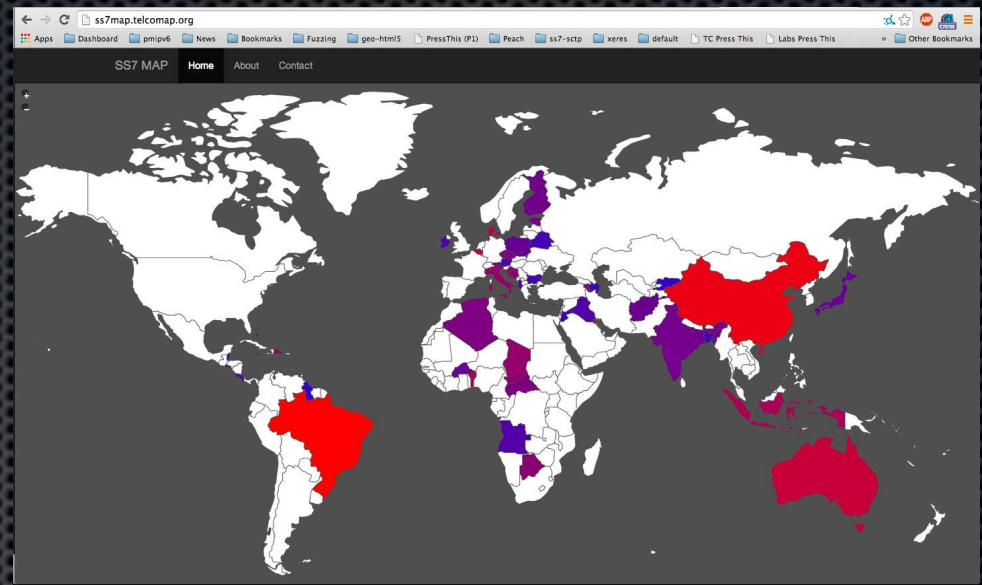 ss7map.telcomap.org
ABP
Apps Dashboard pmipv6 News Bookmarks Fuzzing geo-html5 PressThis (P1) Peach ss7-sctp xeres default TC Press This Labs Press This » Other Bookmarks
SS7 MAP Home About Contact
+
-